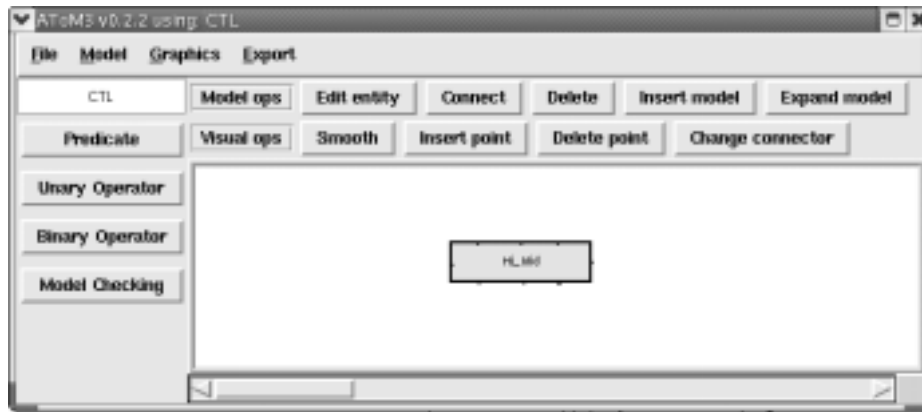 AToM3 v0.2.2 using: CTL
File Model Graphics Export
CTL Model ops Edit entity Connect Delete Insert model Expand model
Predicate Visual ops Smooth Insert point Delete point Change connector
Unary Operator
Binary Operator
Model Checking